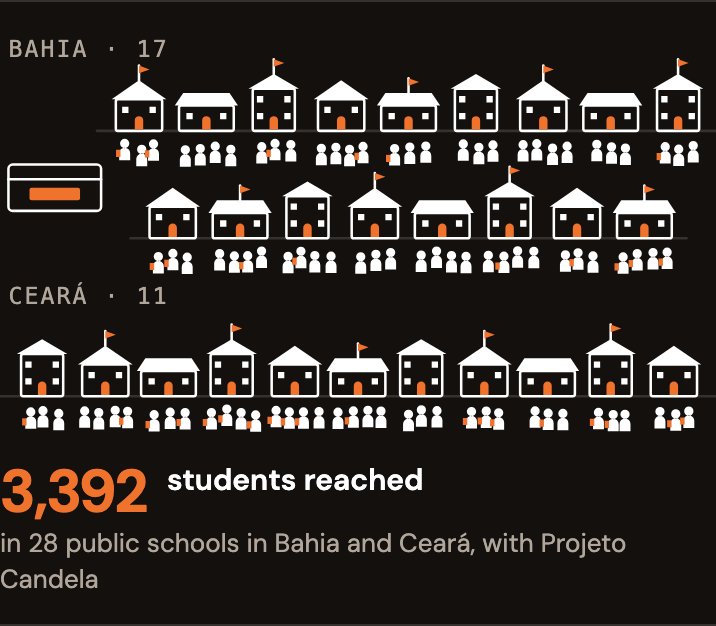 BAHIA · 17
CEARÁ · 11
3,392 students reached
in 28 public schools in Bahia and Ceará, with Projeto
Candela